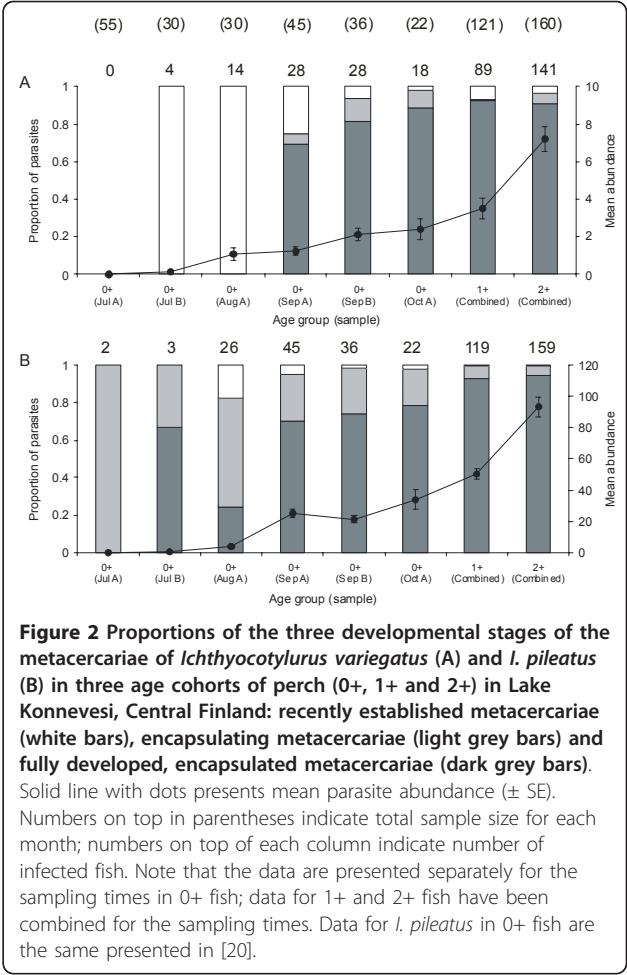 (55) (30) (30) (45) (36) (22) (121) (160)
A 0 4 14 28 28 18 89 141
1 10
0.8 8
0.6 6
0.4 4
0.2 2
0 0
Proportion of parasites
Mean abundance
0+ 0+ 0+ 0+ 0+ 0+ 1+ 2+
(Jul A) (Jul B) (Aug A) (Sep A) (Sep B) (Oct A) (Combined) (Combined)
Age group (sample)
B 2 3 26 45 36 22 119 159
1 120
100
0.8
80
0.6
60
0.4
40
0.2 20
0 0
Proportion of parasites
Mean abundance
0+ 0+ 0+ 0+ 0+ 0+ 1+ 2+
(Jul A) (Jul B) (Aug A) (Sep A) (Sep B) (Oct A) (Combined) (Combined)
Age group (sample)
Figure 2 Proportions of the three developmental stages of the
metacercariae of Ichthyocotylurus variegatus (A) and I. pileatus
(B) in three age cohorts of perch (0+, 1+ and 2+) in Lake
Konnevesi, Central Finland: recently established metacercariae
(white bars), encapsulating metacercariae (light grey bars) and
fully developed, encapsulated metacercariae (dark grey bars).
Solid line with dots presents mean parasite abundance (± SE).
Numbers on top in parentheses indicate total sample size for each
month; numbers on top of each column indicate number of
infected fish. Note that the data are presented separately for the
sampling times in 0+ fish; data for 1+ and 2+ fish have been
combined for the sampling times. Data for I. pileatus in 0+ fish are
the same presented in [20].